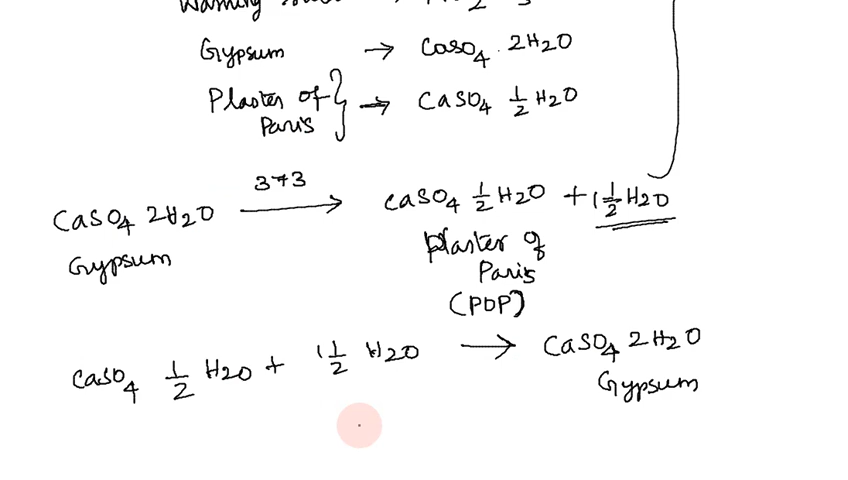 Gypsum → CaSO4 . 2H2O
Plaster of Paris } → CaSO4 1/2 H2O
CaSO4 2H2O 373 → CaSO4 1/2 H2O + 1 1/2 H2O
Gypsum
Plaster of
Paris
(POP)
CaSO4 1/2 H2O + 1 1/2 H2O → CaSO4 2H2O
Gypsum